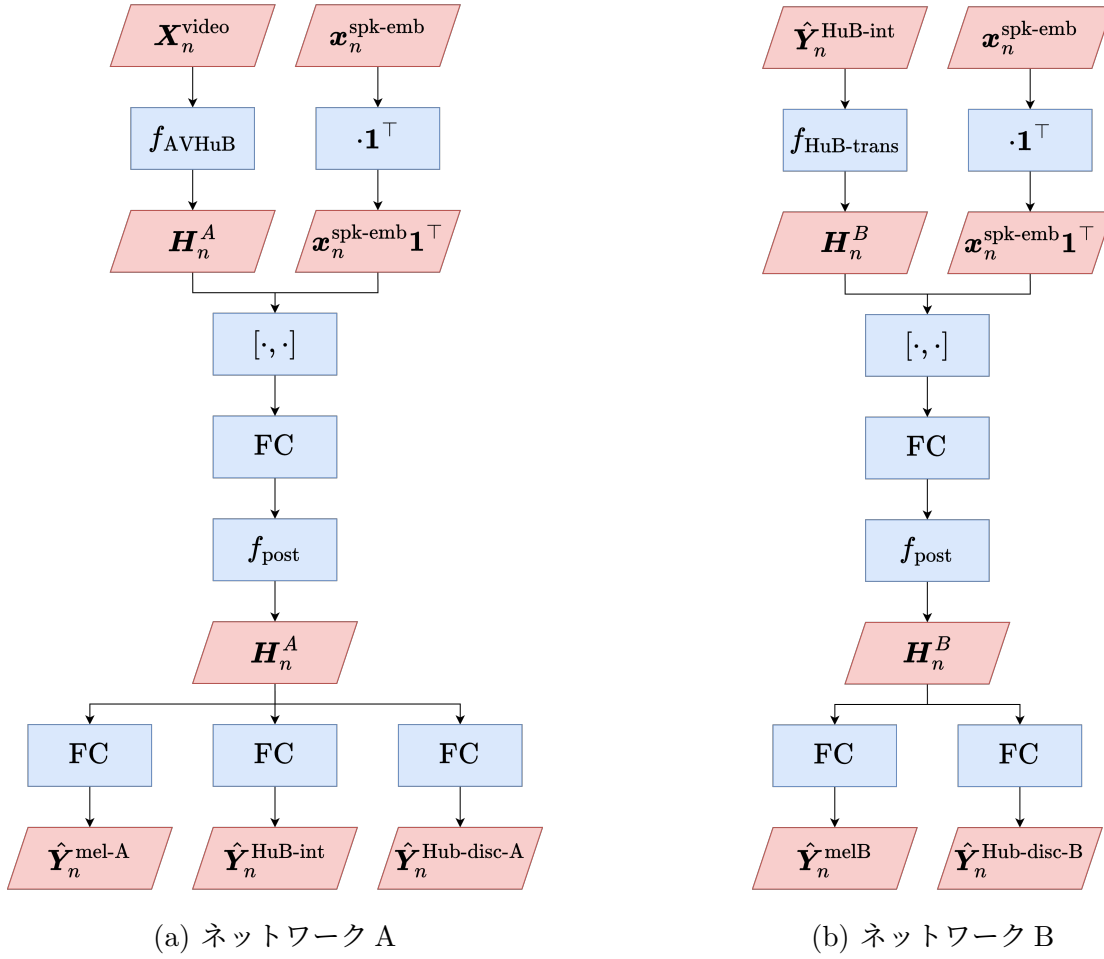 X_n^video x_n^spk-emb
f_AVHuB ·1^⊤
H_n^A x_n^spk-emb 1^⊤
[·, ·]
FC
f_post
H_n^A
FC FC FC
Ŷ_n^mel-A Ŷ_n^HuB-int Ŷ_n^Hub-disc-A
(a) ネットワーク A
Ŷ_n^HuB-int x_n^spk-emb
f_HuB-trans ·1^⊤
H_n^B x_n^spk-emb 1^⊤
[·, ·]
FC
f_post
H_n^B
FC FC
Ŷ_n^melB Ŷ_n^Hub-disc-B
(b) ネットワーク B